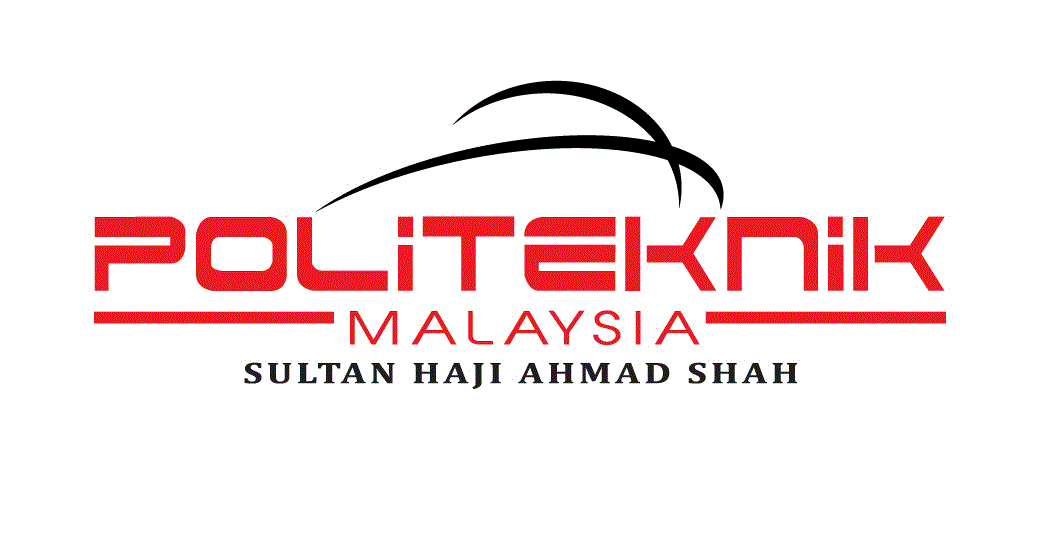 POLiTEKNiK
MALAYSIA
SULTAN HAJI AHMAD SHAH